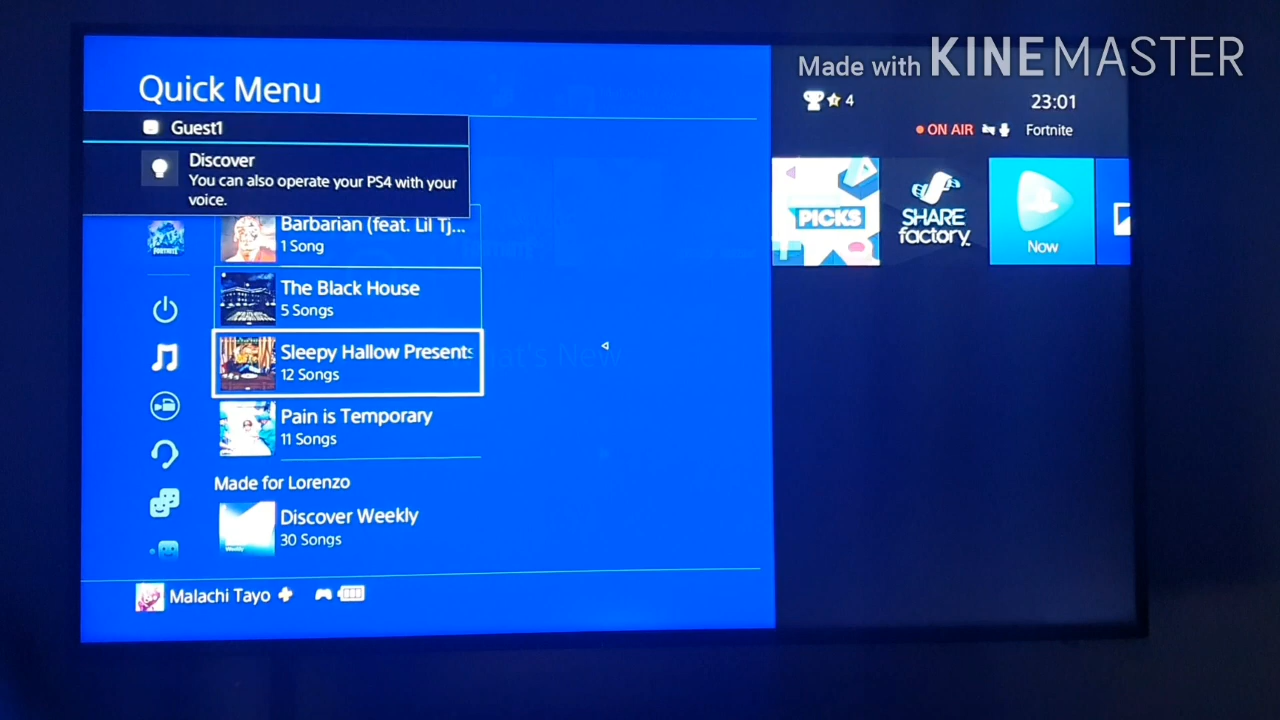 Made with KINEMASTER
Quick Menu
Guest1
Discover
You can also operate your PS4 with your
voice.
4
23:01
ON AIR
Fortnite
PICKS
SHARE
factory
Now
FORTNITE
Barbarian (feat. Lil Tj...
1 Song
The Black House
5 Songs
Sleepy Hallow Presents
12 Songs
Pain is Temporary
11 Songs
Made for Lorenzo
Discover Weekly
30 Songs
Weekly
Malachi Tayo